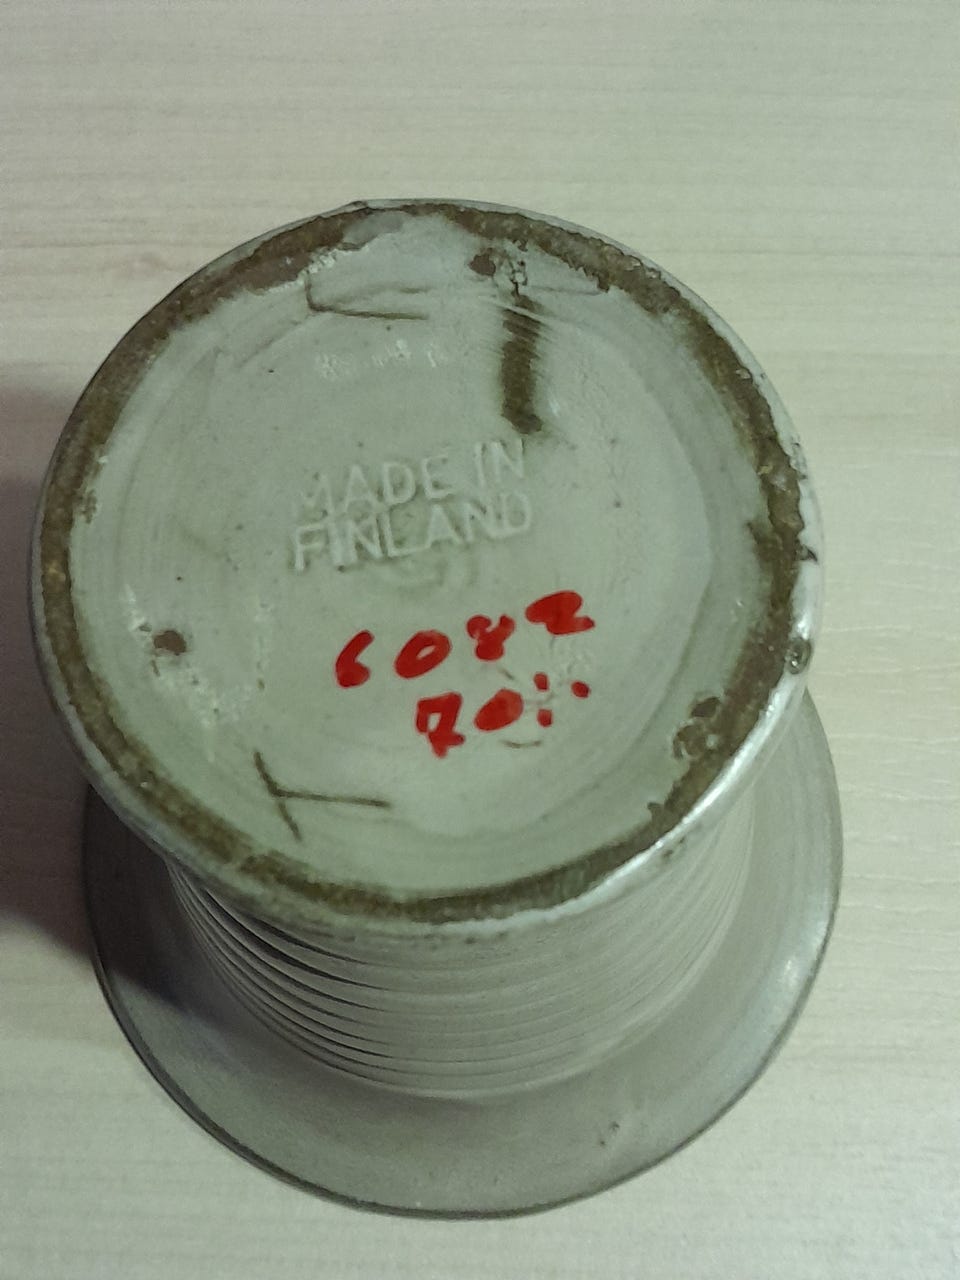 MADE IN
FINLAND
6082
70:-